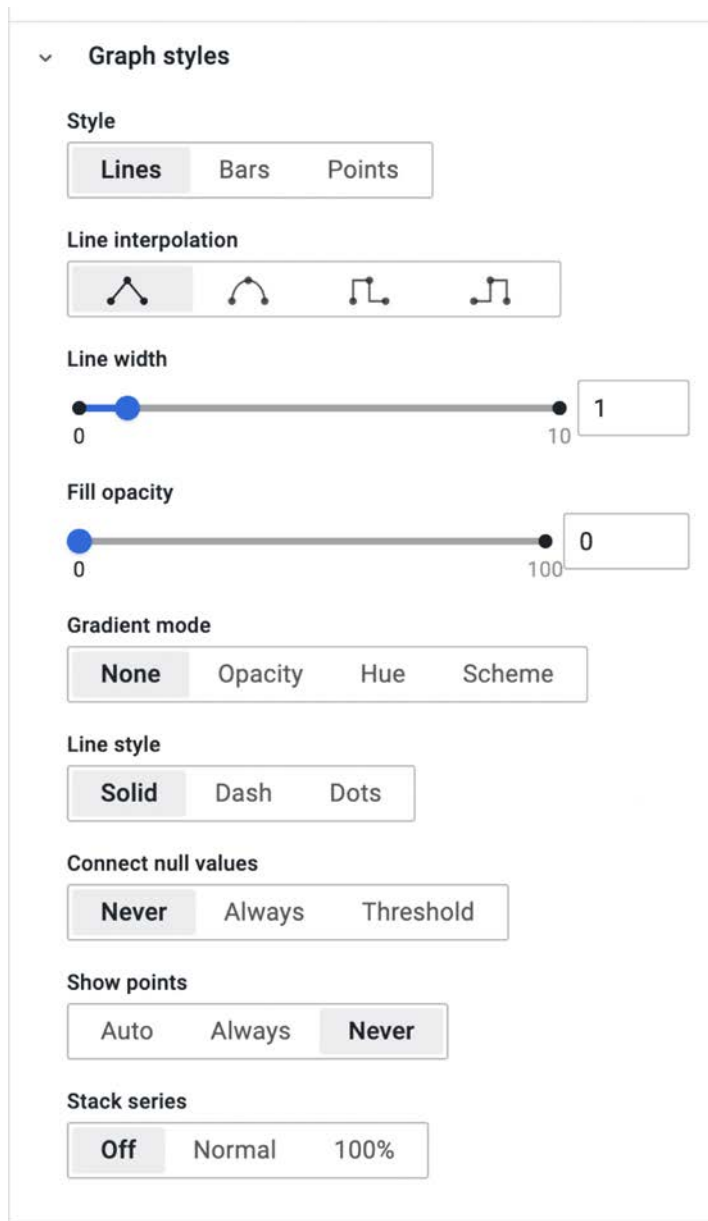 Graph styles
Style
Lines Bars Points
Line interpolation
Line width
1
0 10
Fill opacity
0
0 100
Gradient mode
None Opacity Hue Scheme
Line style
Solid Dash Dots
Connect null values
Never Always Threshold
Show points
Auto Always Never
Stack series
Off Normal 100%